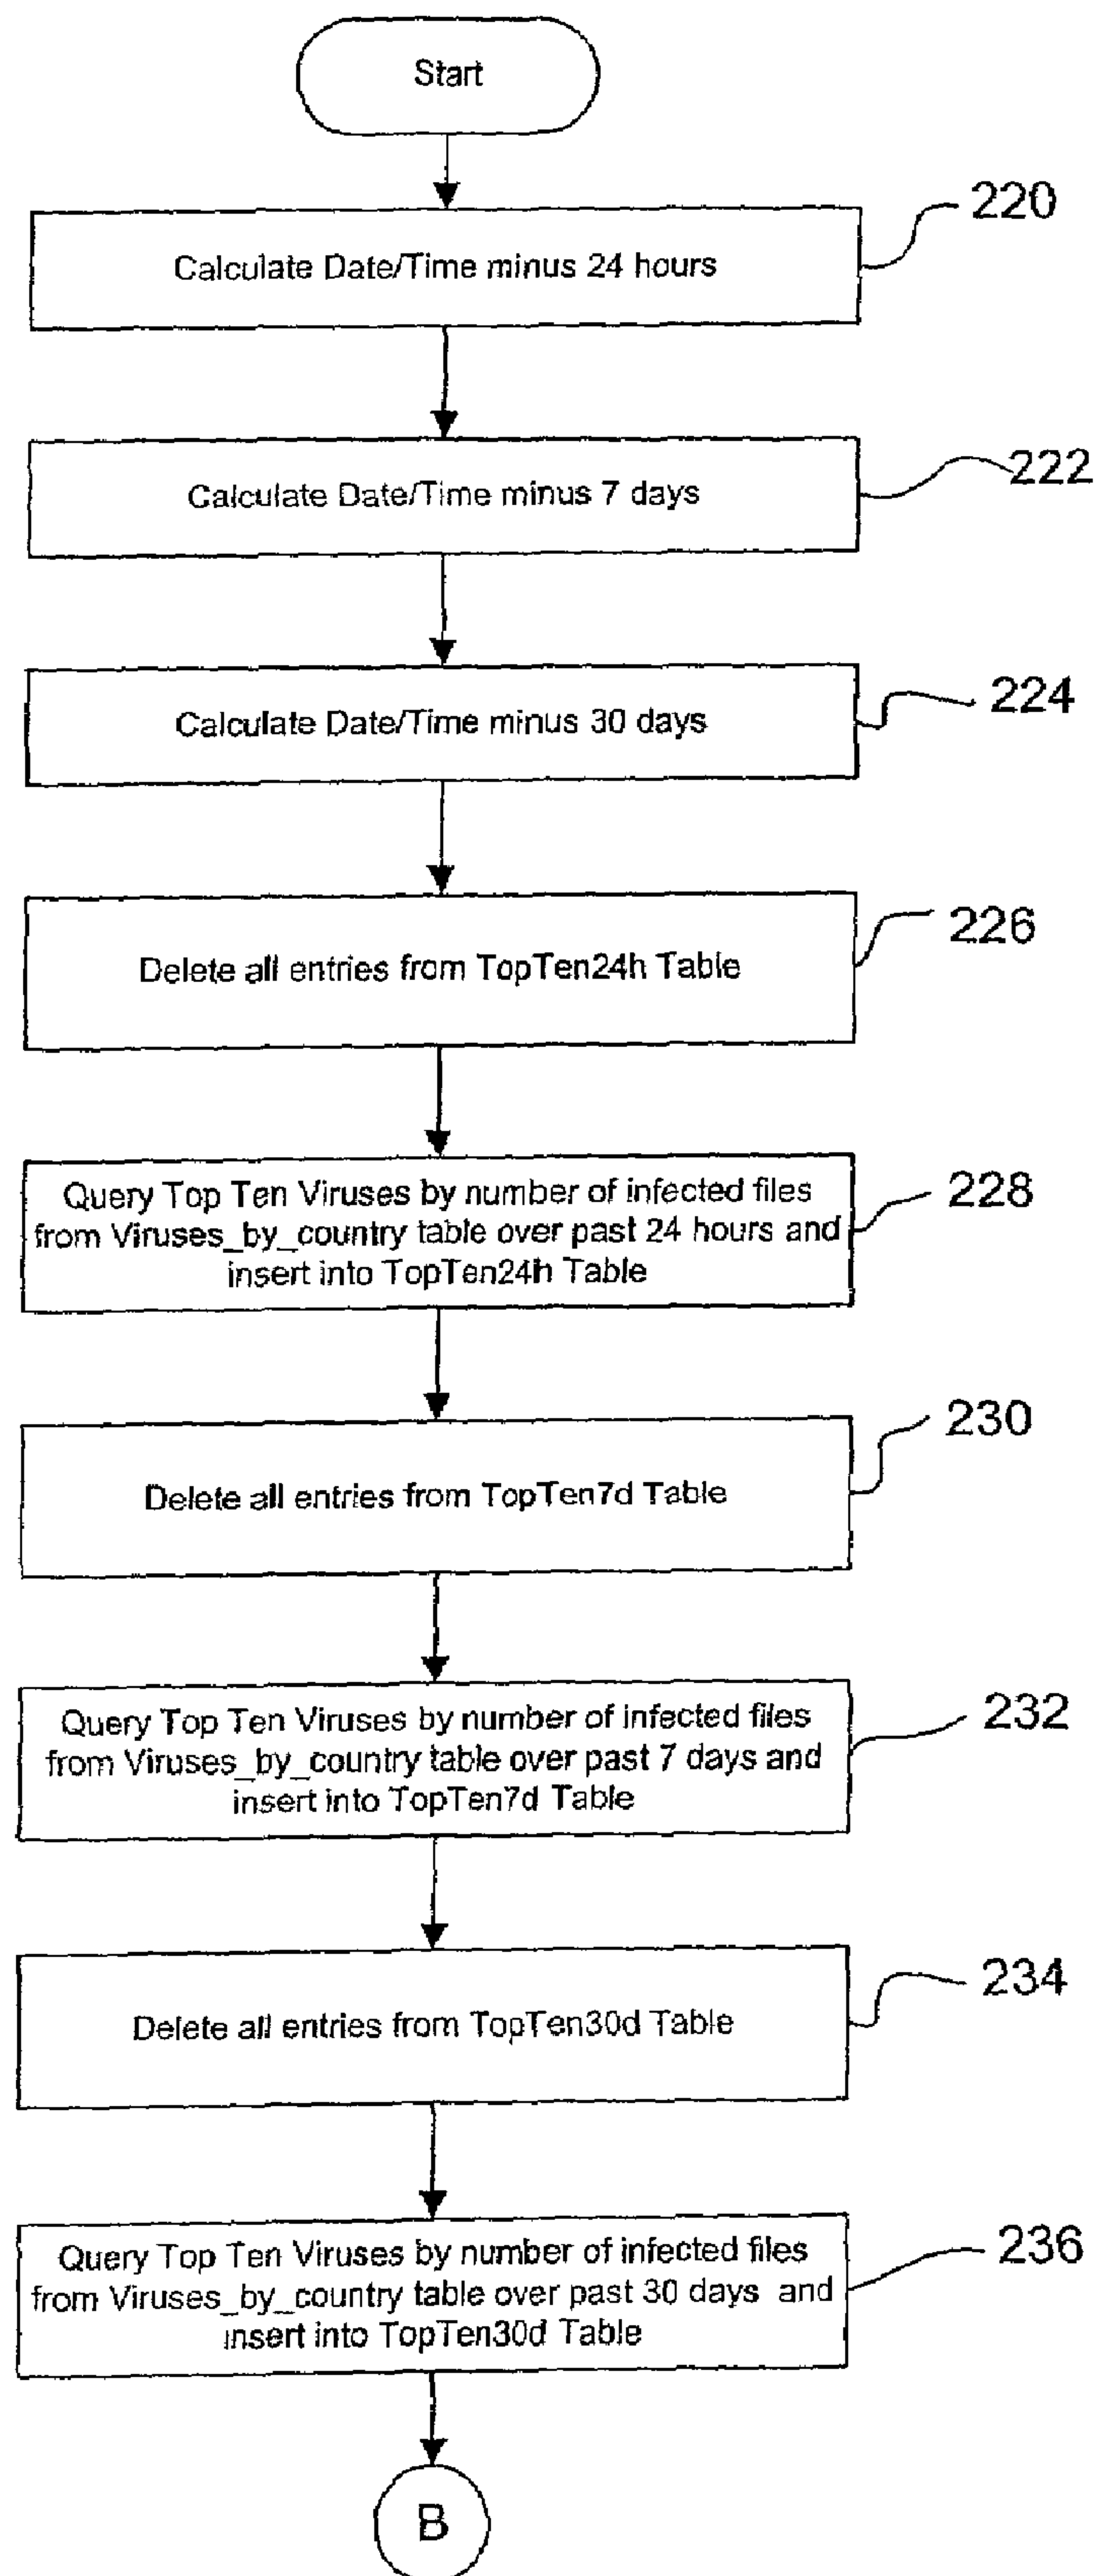 Start
Calculate Date/Time minus 24 hours
220
Calculate Date/Time minus 7 days
222
Calculate Date/Time minus 30 days
224
Delete all entries from TopTen24h Table
226
Query Top Ten Viruses by number of infected files
from Viruses_by_country table over past 24 hours and
insert into TopTen24h Table
228
Delete all entries from TopTen7d Table
230
Query Top Ten Viruses by number of infected files
from Viruses_by_country table over past 7 days and
insert into TopTen7d Table
232
Delete all entries from TopTen30d Table
234
Query Top Ten Viruses by number of infected files
from Viruses_by_country table over past 30 days and
insert into TopTen30d Table
236
B